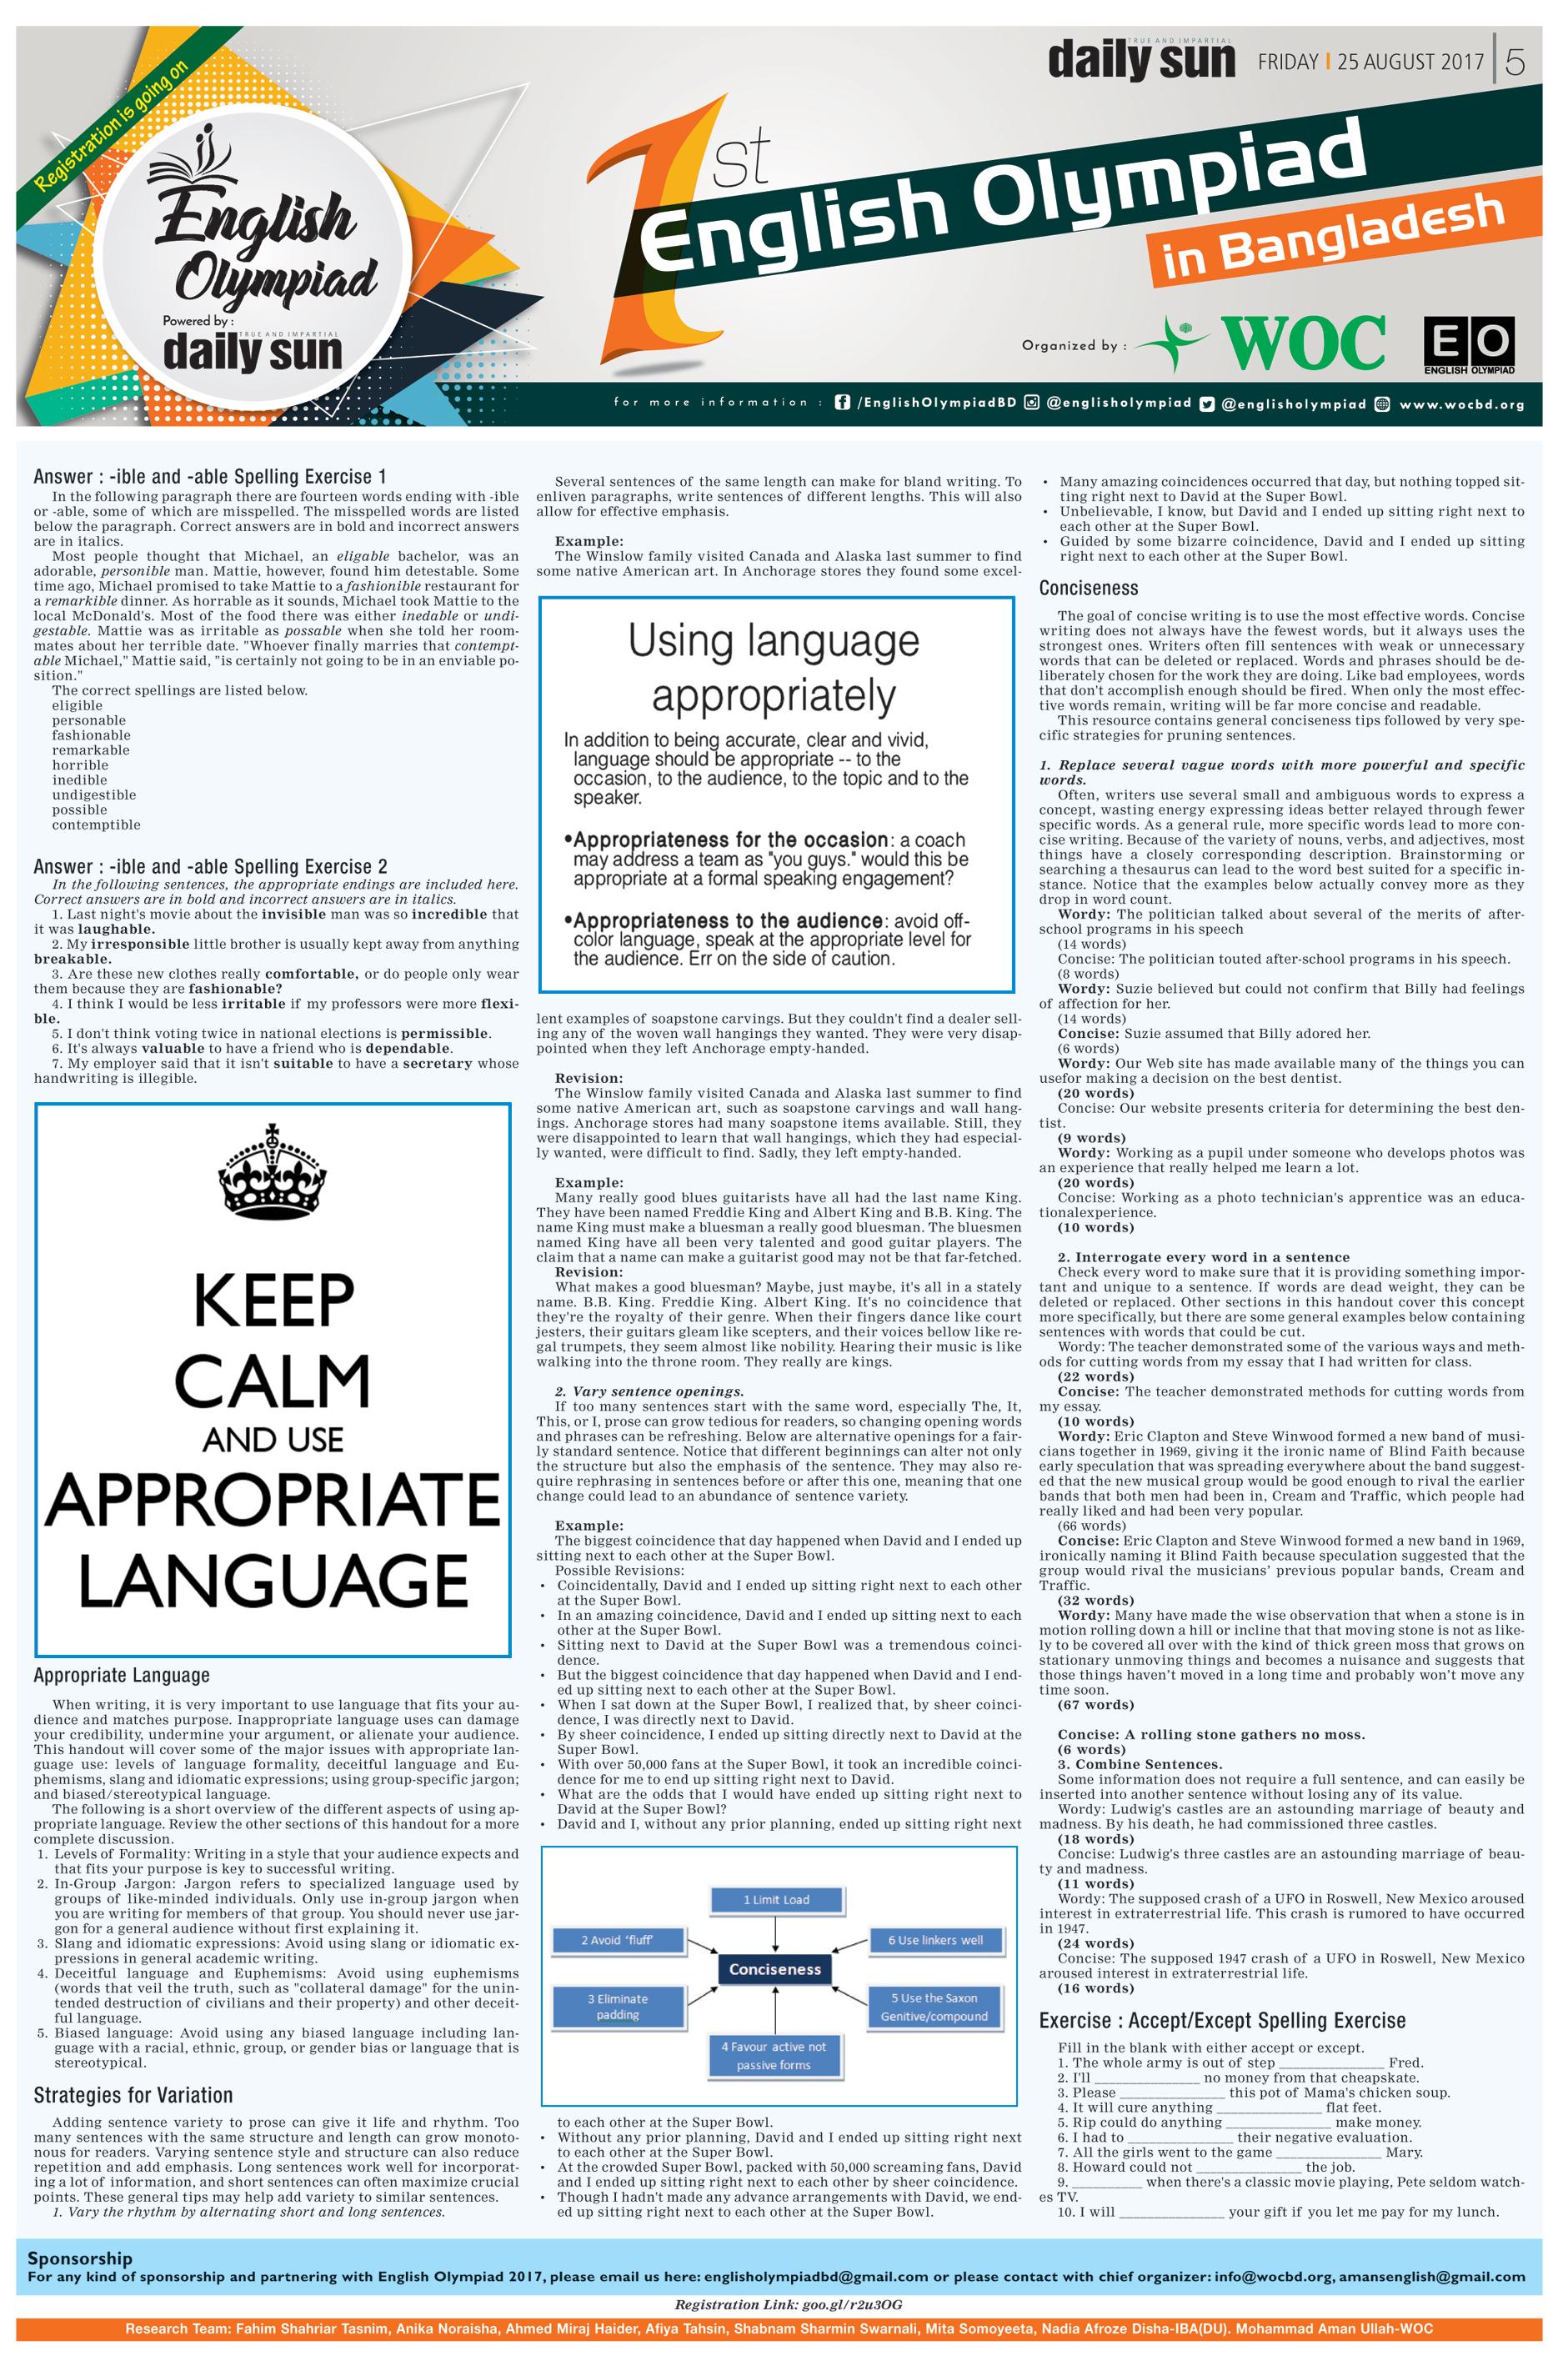 TRUE AND IMPARTIAL
daily sun
FRIDAY | 25 AUGUST 2017 | 5
Registration is going on
English
Olympiad
Powered by :
TRUE AND IMPARTIAL
daily sun
1st
English Olympiad
in Bangladesh
Organized by :
WOC
EO
ENGLISH OLYMPIAD
for more information : /EnglishOlympiadBD @englisholympiad @englisholympiad www.wocbd.org
Answer : -ible and -able Spelling Exercise 1
In the following paragraph there are fourteen words ending with -ible
or -able, some of which are misspelled. The misspelled words are listed
below the paragraph. Correct answers are in bold and incorrect answers
are in italics.
Most people thought that Michael, an eligable bachelor, was an
adorable, personible man. Mattie, however, found him detestable. Some
time ago, Michael promised to take Mattie to a fashionible restaurant for
a remarkible dinner. As horrable as it sounds, Michael took Mattie to the
local McDonald's. Most of the food there was either inedable or undi-
gestable. Mattie was as irritable as possable when she told her room-
mates about her terrible date. "Whoever finally marries that contempt-
able Michael," Mattie said, "is certainly not going to be in an enviable po-
sition."
The correct spellings are listed below.
eligible
personable
fashionable
remarkable
horrible
inedible
undigestible
possible
contemptible
Answer : -ible and -able Spelling Exercise 2
In the following sentences, the appropriate endings are included here.
Correct answers are in bold and incorrect answers are in italics.
1. Last night's movie about the invisible man was so incredible that
it was laughable.
2. My irresponsible little brother is usually kept away from anything
breakable.
3. Are these new clothes really comfortable, or do people only wear
them because they are fashionable?
4. I think I would be less irritable if my professors were more flexi-
ble.
5. I don't think voting twice in national elections is permissible.
6. It's always valuable to have a friend who is dependable.
7. My employer said that it isn't suitable to have a secretary whose
handwriting is illegible.
KEEP
CALM
AND USE
APPROPRIATE
LANGUAGE
Appropriate Language
When writing, it is very important to use language that fits your au-
dience and matches purpose. Inappropriate language uses can damage
your credibility, undermine your argument, or alienate your audience.
This handout will cover some of the major issues with appropriate lan-
guage use: levels of language formality, deceitful language and Eu-
phemisms, slang and idiomatic expressions; using group-specific jargon;
and biased/stereotypical language.
The following is a short overview of the different aspects of using ap-
propriate language. Review the other sections of this handout for a more
complete discussion.
1. Levels of Formality: Writing in a style that your audience expects and
that fits your purpose is key to successful writing.
2. In-Group Jargon: Jargon refers to specialized language used by
groups of like-minded individuals. Only use in-group jargon when
you are writing for members of that group. You should never use jar-
gon for a general audience without first explaining it.
3. Slang and idiomatic expressions: Avoid using slang or idiomatic ex-
pressions in general academic writing.
4. Deceitful language and Euphemisms: Avoid using euphemisms
(words that veil the truth, such as "collateral damage" for the unin-
tended destruction of civilians and their property) and other deceit-
ful language.
5. Biased language: Avoid using any biased language including lan-
guage with a racial, ethnic, group, or gender bias or language that is
stereotypical.
Strategies for Variation
Adding sentence variety to prose can give it life and rhythm. Too
many sentences with the same structure and length can grow monoto-
nous for readers. Varying sentence style and structure can also reduce
repetition and add emphasis. Long sentences work well for incorporat-
ing a lot of information, and short sentences can often maximize crucial
points. These general tips may help add variety to similar sentences.
1. Vary the rhythm by alternating short and long sentences.
Several sentences of the same length can make for bland writing. To
enliven paragraphs, write sentences of different lengths. This will also
allow for effective emphasis.
Example:
The Winslow family visited Canada and Alaska last summer to find
some native American art. In Anchorage stores they found some excel-
Using language
appropriately
In addition to being accurate, clear and vivid,
language should be appropriate -- to the
occasion, to the audience, to the topic and to the
speaker.
•Appropriateness for the occasion: a coach
may address a team as "you guys." would this be
appropriate at a formal speaking engagement?
•Appropriateness to the audience: avoid off-
color language, speak at the appropriate level for
the audience. Err on the side of caution.
lent examples of soapstone carvings. But they couldn't find a dealer sell-
ing any of the woven wall hangings they wanted. They were very disap-
pointed when they left Anchorage empty-handed.
Revision:
The Winslow family visited Canada and Alaska last summer to find
some native American art, such as soapstone carvings and wall hang-
ings. Anchorage stores had many soapstone items available. Still, they
were disappointed to learn that wall hangings, which they had especial-
ly wanted, were difficult to find. Sadly, they left empty-handed.
Example:
Many really good blues guitarists have all had the last name King.
They have been named Freddie King and Albert King and B.B. King. The
name King must make a bluesman a really good bluesman. The bluesmen
named King have all been very talented and good guitar players. The
claim that a name can make a guitarist good may not be that far-fetched.
Revision:
What makes a good bluesman? Maybe, just maybe, it's all in a stately
name. B.B. King. Freddie King. Albert King. It's no coincidence that
they're the royalty of their genre. When their fingers dance like court
jesters, their guitars gleam like scepters, and their voices bellow like re-
gal trumpets, they seem almost like nobility. Hearing their music is like
walking into the throne room. They really are kings.
2. Vary sentence openings.
If too many sentences start with the same word, especially The, It,
This, or I, prose can grow tedious for readers, so changing opening words
and phrases can be refreshing. Below are alternative openings for a fair-
ly standard sentence. Notice that different beginnings can alter not only
the structure but also the emphasis of the sentence. They may also re-
quire rephrasing in sentences before or after this one, meaning that one
change could lead to an abundance of sentence variety.
Example:
The biggest coincidence that day happened when David and I ended up
sitting next to each other at the Super Bowl.
Possible Revisions:
• Coincidentally, David and I ended up sitting right next to each other
at the Super Bowl.
• In an amazing coincidence, David and I ended up sitting next to each
other at the Super Bowl.
• Sitting next to David at the Super Bowl was a tremendous coinci-
dence.
• But the biggest coincidence that day happened when David and I end-
ed up sitting next to each other at the Super Bowl.
• When I sat down at the Super Bowl, I realized that, by sheer coinci-
dence, I was directly next to David.
• By sheer coincidence, I ended up sitting directly next to David at the
Super Bowl.
• With over 50,000 fans at the Super Bowl, it took an incredible coinci-
dence for me to end up sitting right next to David.
• What are the odds that I would have ended up sitting right next to
David at the Super Bowl?
• David and I, without any prior planning, ended up sitting right next
1 Limit Load
2 Avoid 'fluff'
6 Use linkers well
Conciseness
3 Eliminate
padding
5 Use the Saxon
Genitive/compound
4 Favour active not
passive forms
to each other at the Super Bowl.
• Without any prior planning, David and I ended up sitting right next
to each other at the Super Bowl.
• At the crowded Super Bowl, packed with 50,000 screaming fans, David
and I ended up sitting right next to each other by sheer coincidence.
• Though I hadn't made any advance arrangements with David, we end-
ed up sitting right next to each other at the Super Bowl.
• Many amazing coincidences occurred that day, but nothing topped sit-
ting right next to David at the Super Bowl.
• Unbelievable, I know, but David and I ended up sitting right next to
each other at the Super Bowl.
• Guided by some bizarre coincidence, David and I ended up sitting
right next to each other at the Super Bowl.
Conciseness
The goal of concise writing is to use the most effective words. Concise
writing does not always have the fewest words, but it always uses the
strongest ones. Writers often fill sentences with weak or unnecessary
words that can be deleted or replaced. Words and phrases should be de-
liberately chosen for the work they are doing. Like bad employees, words
that don't accomplish enough should be fired. When only the most effec-
tive words remain, writing will be far more concise and readable.
This resource contains general conciseness tips followed by very spe-
cific strategies for pruning sentences.
1. Replace several vague words with more powerful and specific
words.
Often, writers use several small and ambiguous words to express a
concept, wasting energy expressing ideas better relayed through fewer
specific words. As a general rule, more specific words lead to more con-
cise writing. Because of the variety of nouns, verbs, and adjectives, most
things have a closely corresponding description. Brainstorming or
searching a thesaurus can lead to the word best suited for a specific in-
stance. Notice that the examples below actually convey more as they
drop in word count.
Wordy: The politician talked about several of the merits of after-
school programs in his speech
(14 words)
Concise: The politician touted after-school programs in his speech.
(8 words)
Wordy: Suzie believed but could not confirm that Billy had feelings
of affection for her.
(14 words)
Concise: Suzie assumed that Billy adored her.
(6 words)
Wordy: Our Web site has made available many of the things you can
usefor making a decision on the best dentist.
(20 words)
Concise: Our website presents criteria for determining the best den-
tist.
(9 words)
Wordy: Working as a pupil under someone who develops photos was
an experience that really helped me learn a lot.
(20 words)
Concise: Working as a photo technician's apprentice was an educa-
tionalexperience.
(10 words)
2. Interrogate every word in a sentence
Check every word to make sure that it is providing something impor-
tant and unique to a sentence. If words are dead weight, they can be
deleted or replaced. Other sections in this handout cover this concept
more specifically, but there are some general examples below containing
sentences with words that could be cut.
Wordy: The teacher demonstrated some of the various ways and meth-
ods for cutting words from my essay that I had written for class.
(22 words)
Concise: The teacher demonstrated methods for cutting words from
my essay.
(10 words)
Wordy: Eric Clapton and Steve Winwood formed a new band of musi-
cians together in 1969, giving it the ironic name of Blind Faith because
early speculation that was spreading everywhere about the band suggest-
ed that the new musical group would be good enough to rival the earlier
bands that both men had been in, Cream and Traffic, which people had
really liked and had been very popular.
(66 words)
Concise: Eric Clapton and Steve Winwood formed a new band in 1969,
ironically naming it Blind Faith because speculation suggested that the
group would rival the musicians’ previous popular bands, Cream and
Traffic.
(32 words)
Wordy: Many have made the wise observation that when a stone is in
motion rolling down a hill or incline that that moving stone is not as like-
ly to be covered all over with the kind of thick green moss that grows on
stationary unmoving things and becomes a nuisance and suggests that
those things haven’t moved in a long time and probably won’t move any
time soon.
(67 words)
Concise: A rolling stone gathers no moss.
(6 words)
3. Combine Sentences.
Some information does not require a full sentence, and can easily be
inserted into another sentence without losing any of its value.
Wordy: Ludwig's castles are an astounding marriage of beauty and
madness. By his death, he had commissioned three castles.
(18 words)
Concise: Ludwig's three castles are an astounding marriage of beau-
ty and madness.
(11 words)
Wordy: The supposed crash of a UFO in Roswell, New Mexico aroused
interest in extraterrestrial life. This crash is rumored to have occurred
in 1947.
(24 words)
Concise: The supposed 1947 crash of a UFO in Roswell, New Mexico
aroused interest in extraterrestrial life.
(16 words)
Exercise : Accept/Except Spelling Exercise
Fill in the blank with either accept or except.
1. The whole army is out of step _______________ Fred.
2. I'll _______________ no money from that cheapskate.
3. Please _______________ this pot of Mama's chicken soup.
4. It will cure anything _______________ flat feet.
5. Rip could do anything _______________ make money.
6. I had to _______________ their negative evaluation.
7. All the girls went to the game _______________ Mary.
8. Howard could not _______________ the job.
9. __________ when there's a classic movie playing, Pete seldom watch-
es TV.
10. I will _______________ your gift if you let me pay for my lunch.
Sponsorship
For any kind of sponsorship and partnering with English Olympiad 2017, please email us here: englisholympiadbd@gmail.com or please contact with chief organizer: info@wocbd.org, amansenglish@gmail.com
Registration Link: goo.gl/r2u3OG
Research Team: Fahim Shahriar Tasnim, Anika Noraisha, Ahmed Miraj Haider, Afiya Tahsin, Shabnam Sharmin Swarnali, Mita Somoyeeta, Nadia Afroze Disha-IBA(DU). Mohammad Aman Ullah-WOC